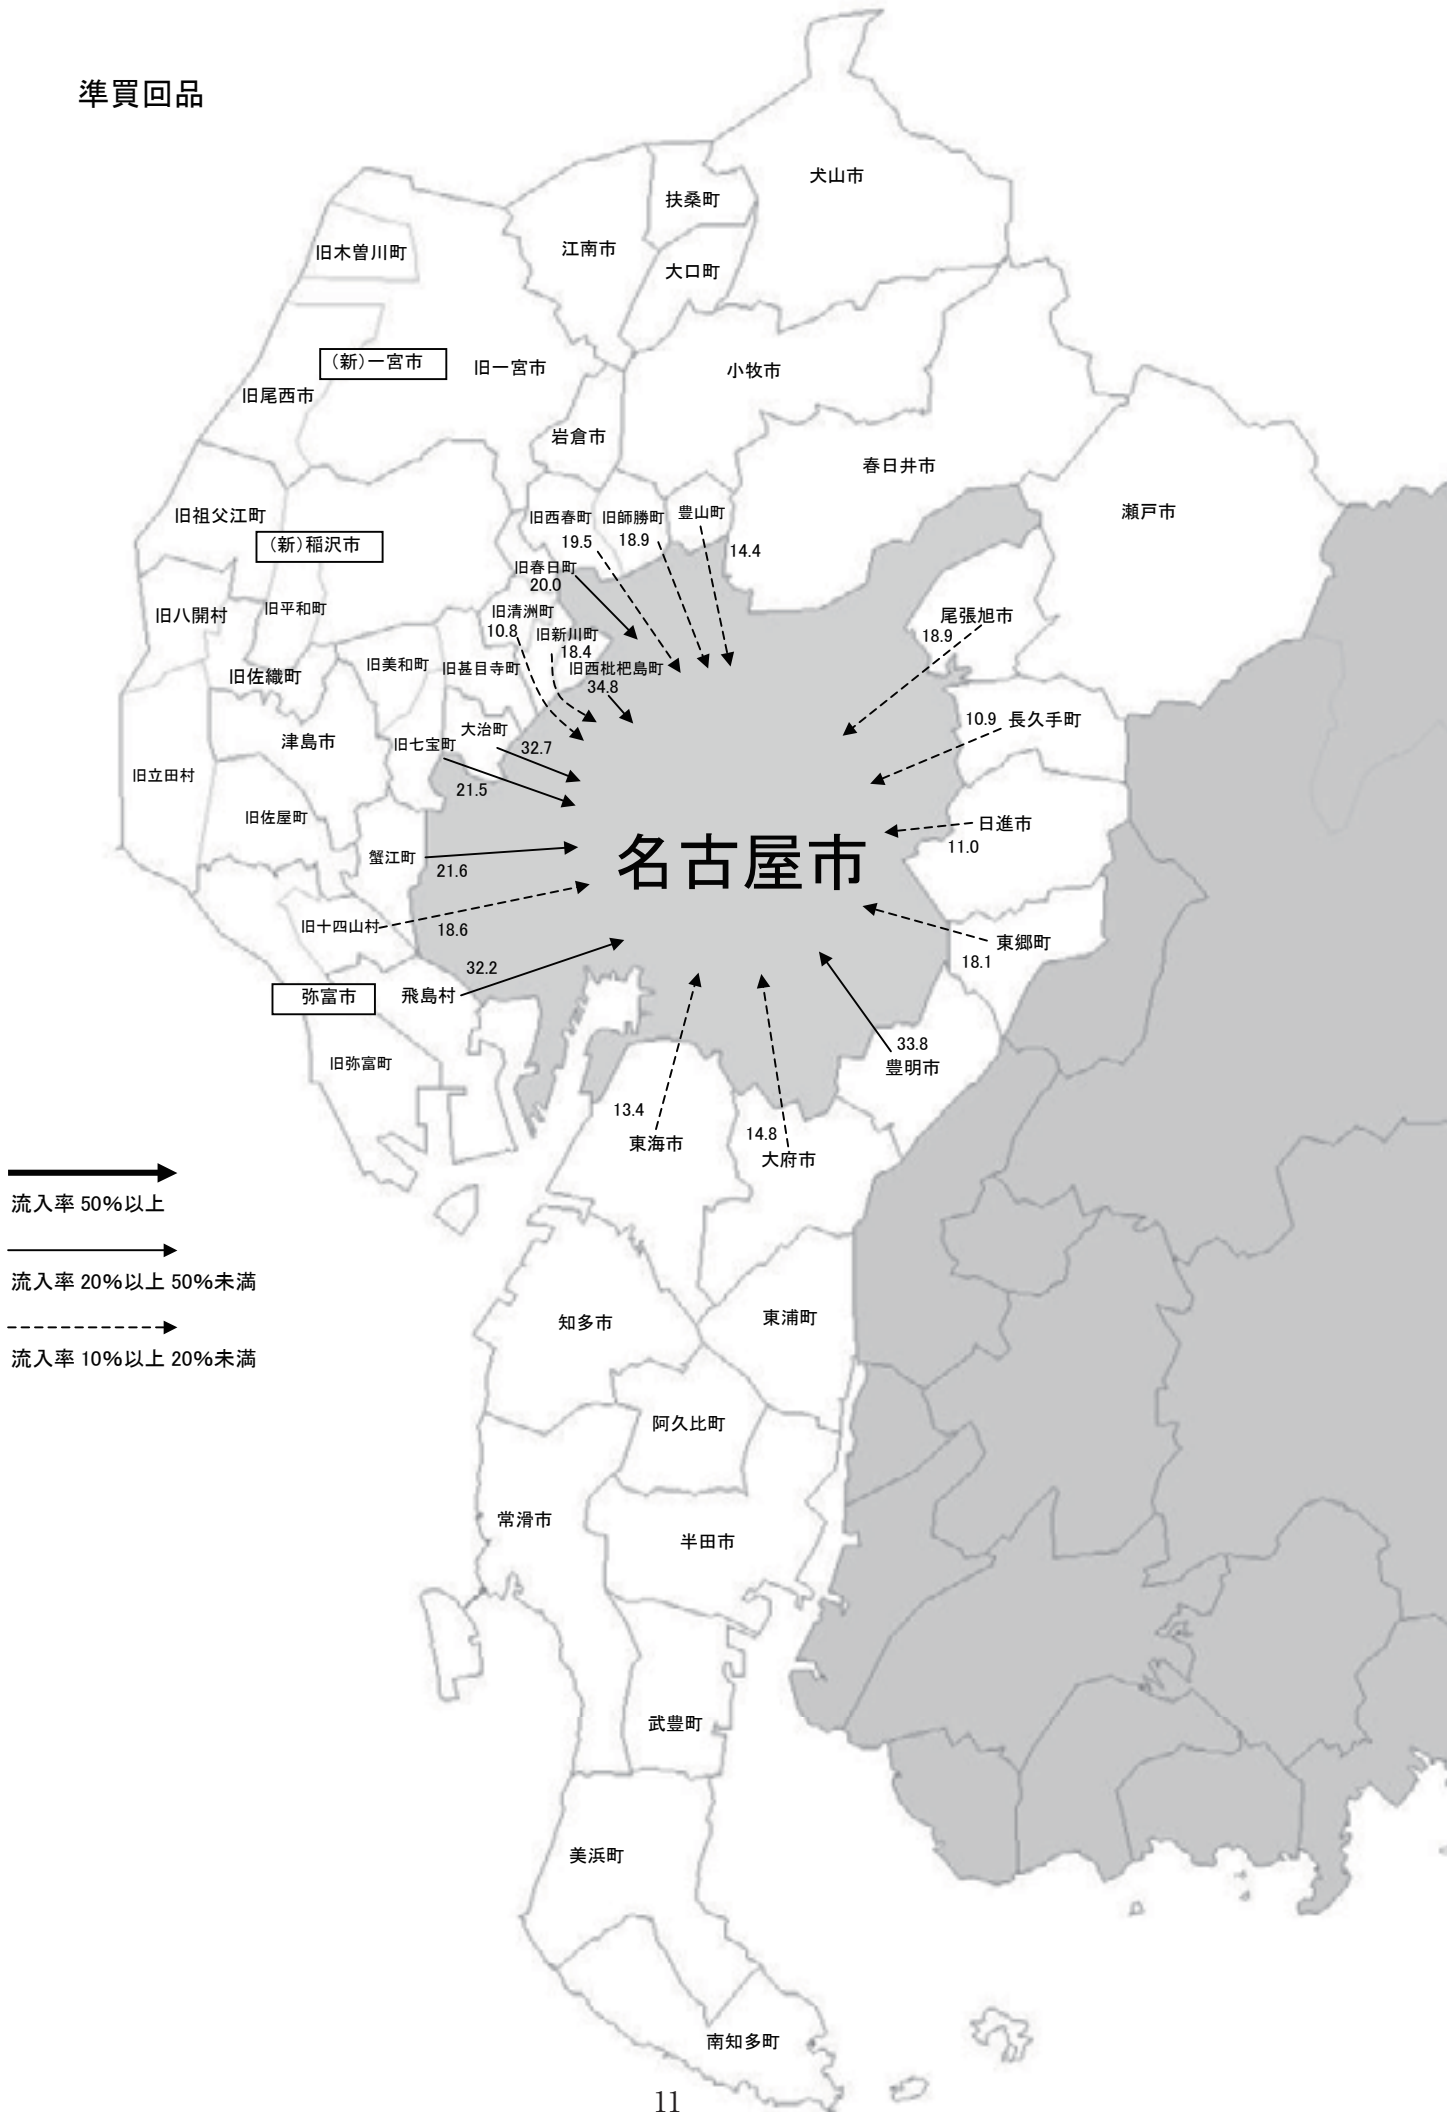 準買回品
犬山市
扶桑町
旧木曽川町
江南市
大口町
(新)一宮市
旧一宮市
小牧市
旧尾西市
岩倉市
春日井市
旧祖父江町
旧西春町
旧師勝町
豊山町
瀬戸市
19.5
18.9
14.4
(新)稲沢市
旧春日町
20.0
旧八開村
旧平和町
旧清洲町
10.8
旧新川町
18.4
尾張旭市
18.9
旧美和町
旧甚目寺町
旧西枇杷島町
34.8
旧佐織町
10.9
長久手町
津島市
旧七宝町
大治町
32.7
旧立田村
21.5
旧佐屋町
日進市
11.0
蟹江町
21.6
名古屋市
旧十四山村
18.6
東郷町
18.1
32.2
弥富市
飛島村
旧弥富町
33.8
豊明市
13.4
東海市
14.8
大府市
流入率 50%以上
流入率 20%以上 50%未満
流入率 10%以上 20%未満
知多市
東浦町
阿久比町
常滑市
半田市
武豊町
美浜町
南知多町
11